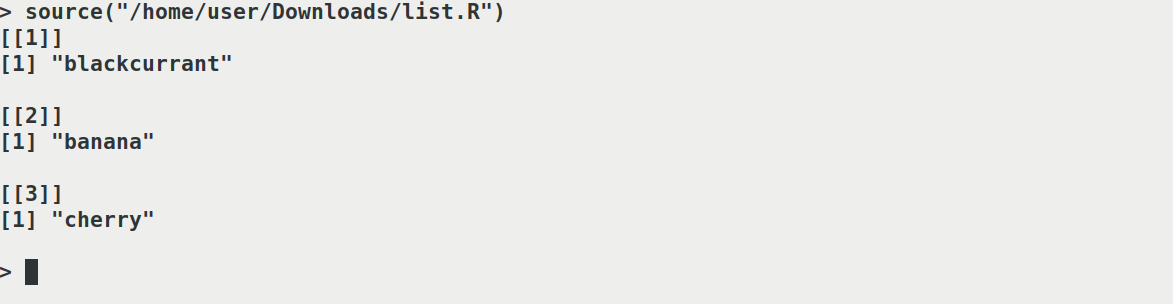 > source("/home/user/Downloads/list.R")
[[1]]
[1] "blackcurrant"
[[2]]
[1] "banana"
[[3]]
[1] "cherry"
>